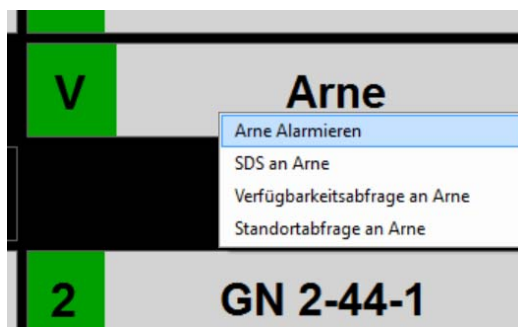 V Arne
Arne Alarmieren
SDS an Arne
Verfügbarkeitsabfrage an Arne
Standortabfrage an Arne
2 GN 2-44-1